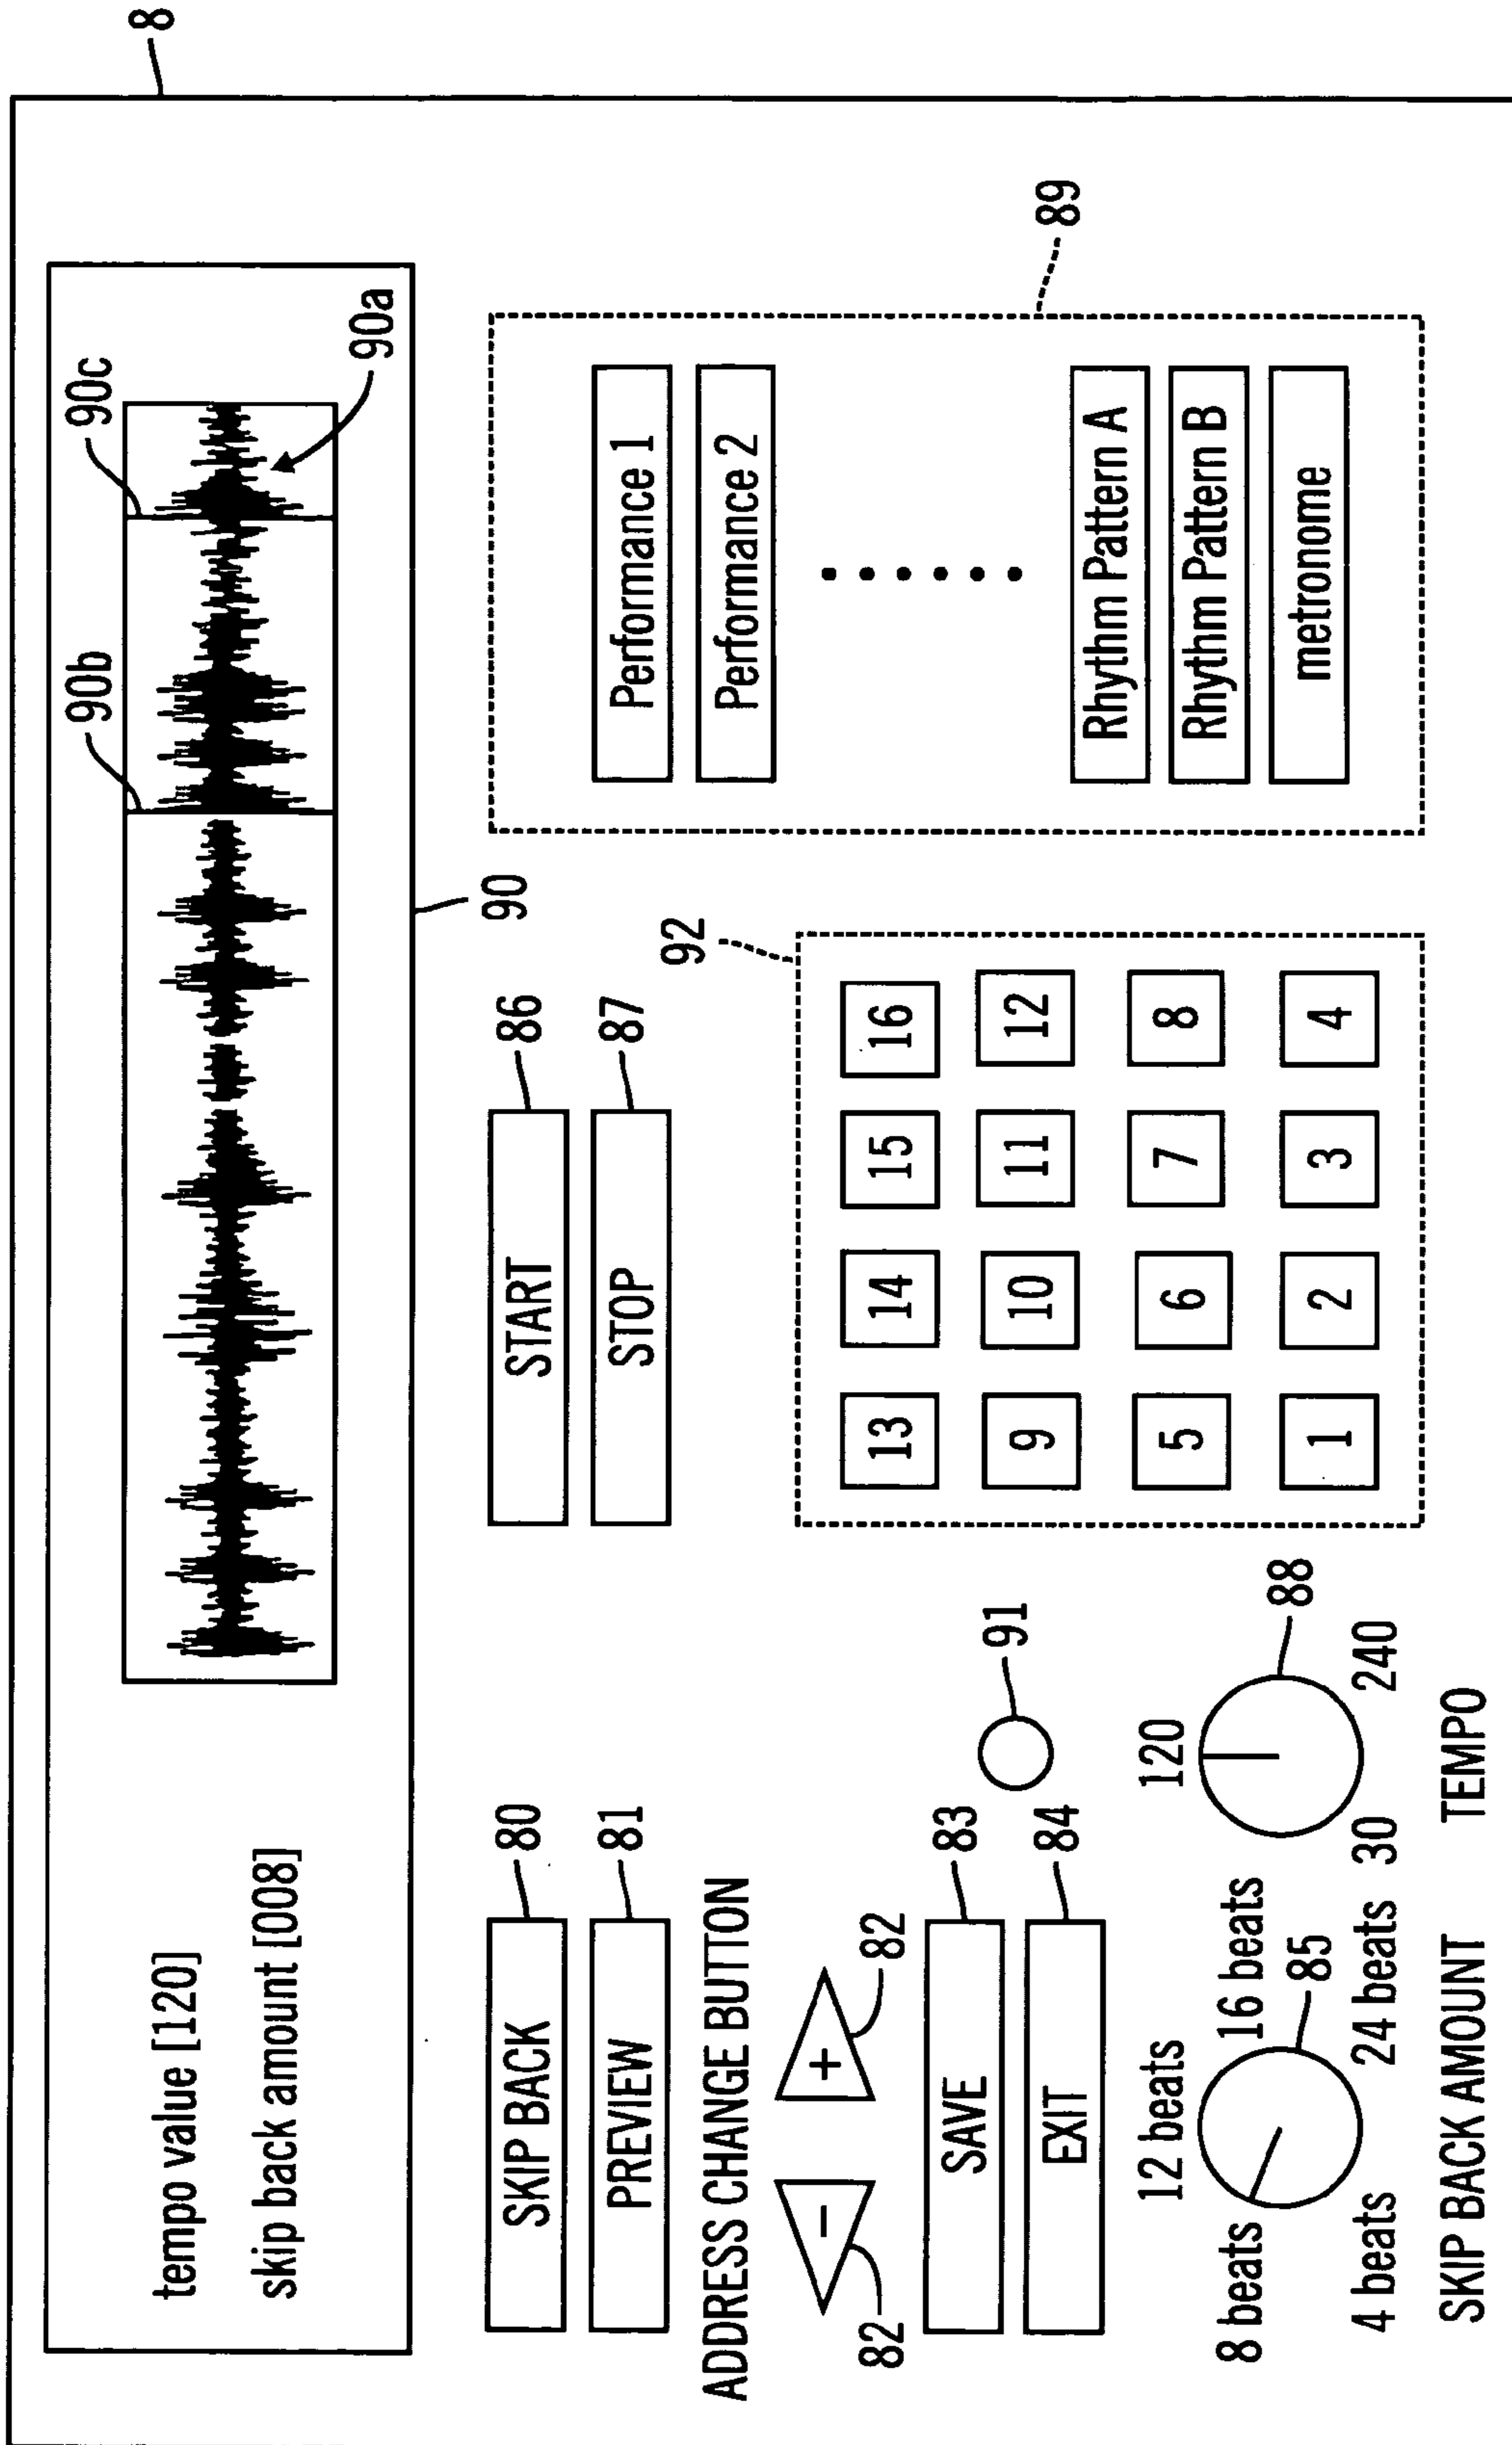 8
tempo value [120]
skip back amount [008]
90b
90c
90a
90
SKIP BACK
80
PREVIEW
81
ADDRESS CHANGE BUTTON
−
+
82
82
SAVE
83
EXIT
84
91
8 beats
12 beats
16 beats
85
4 beats
24 beats
SKIP BACK AMOUNT
120
88
30
240
TEMPO
START
86
STOP
87
92
13 14 15 16
9 10 11 12
5 6 7 8
1 2 3 4
89
Performance 1
Performance 2
Rhythm Pattern A
Rhythm Pattern B
metronome